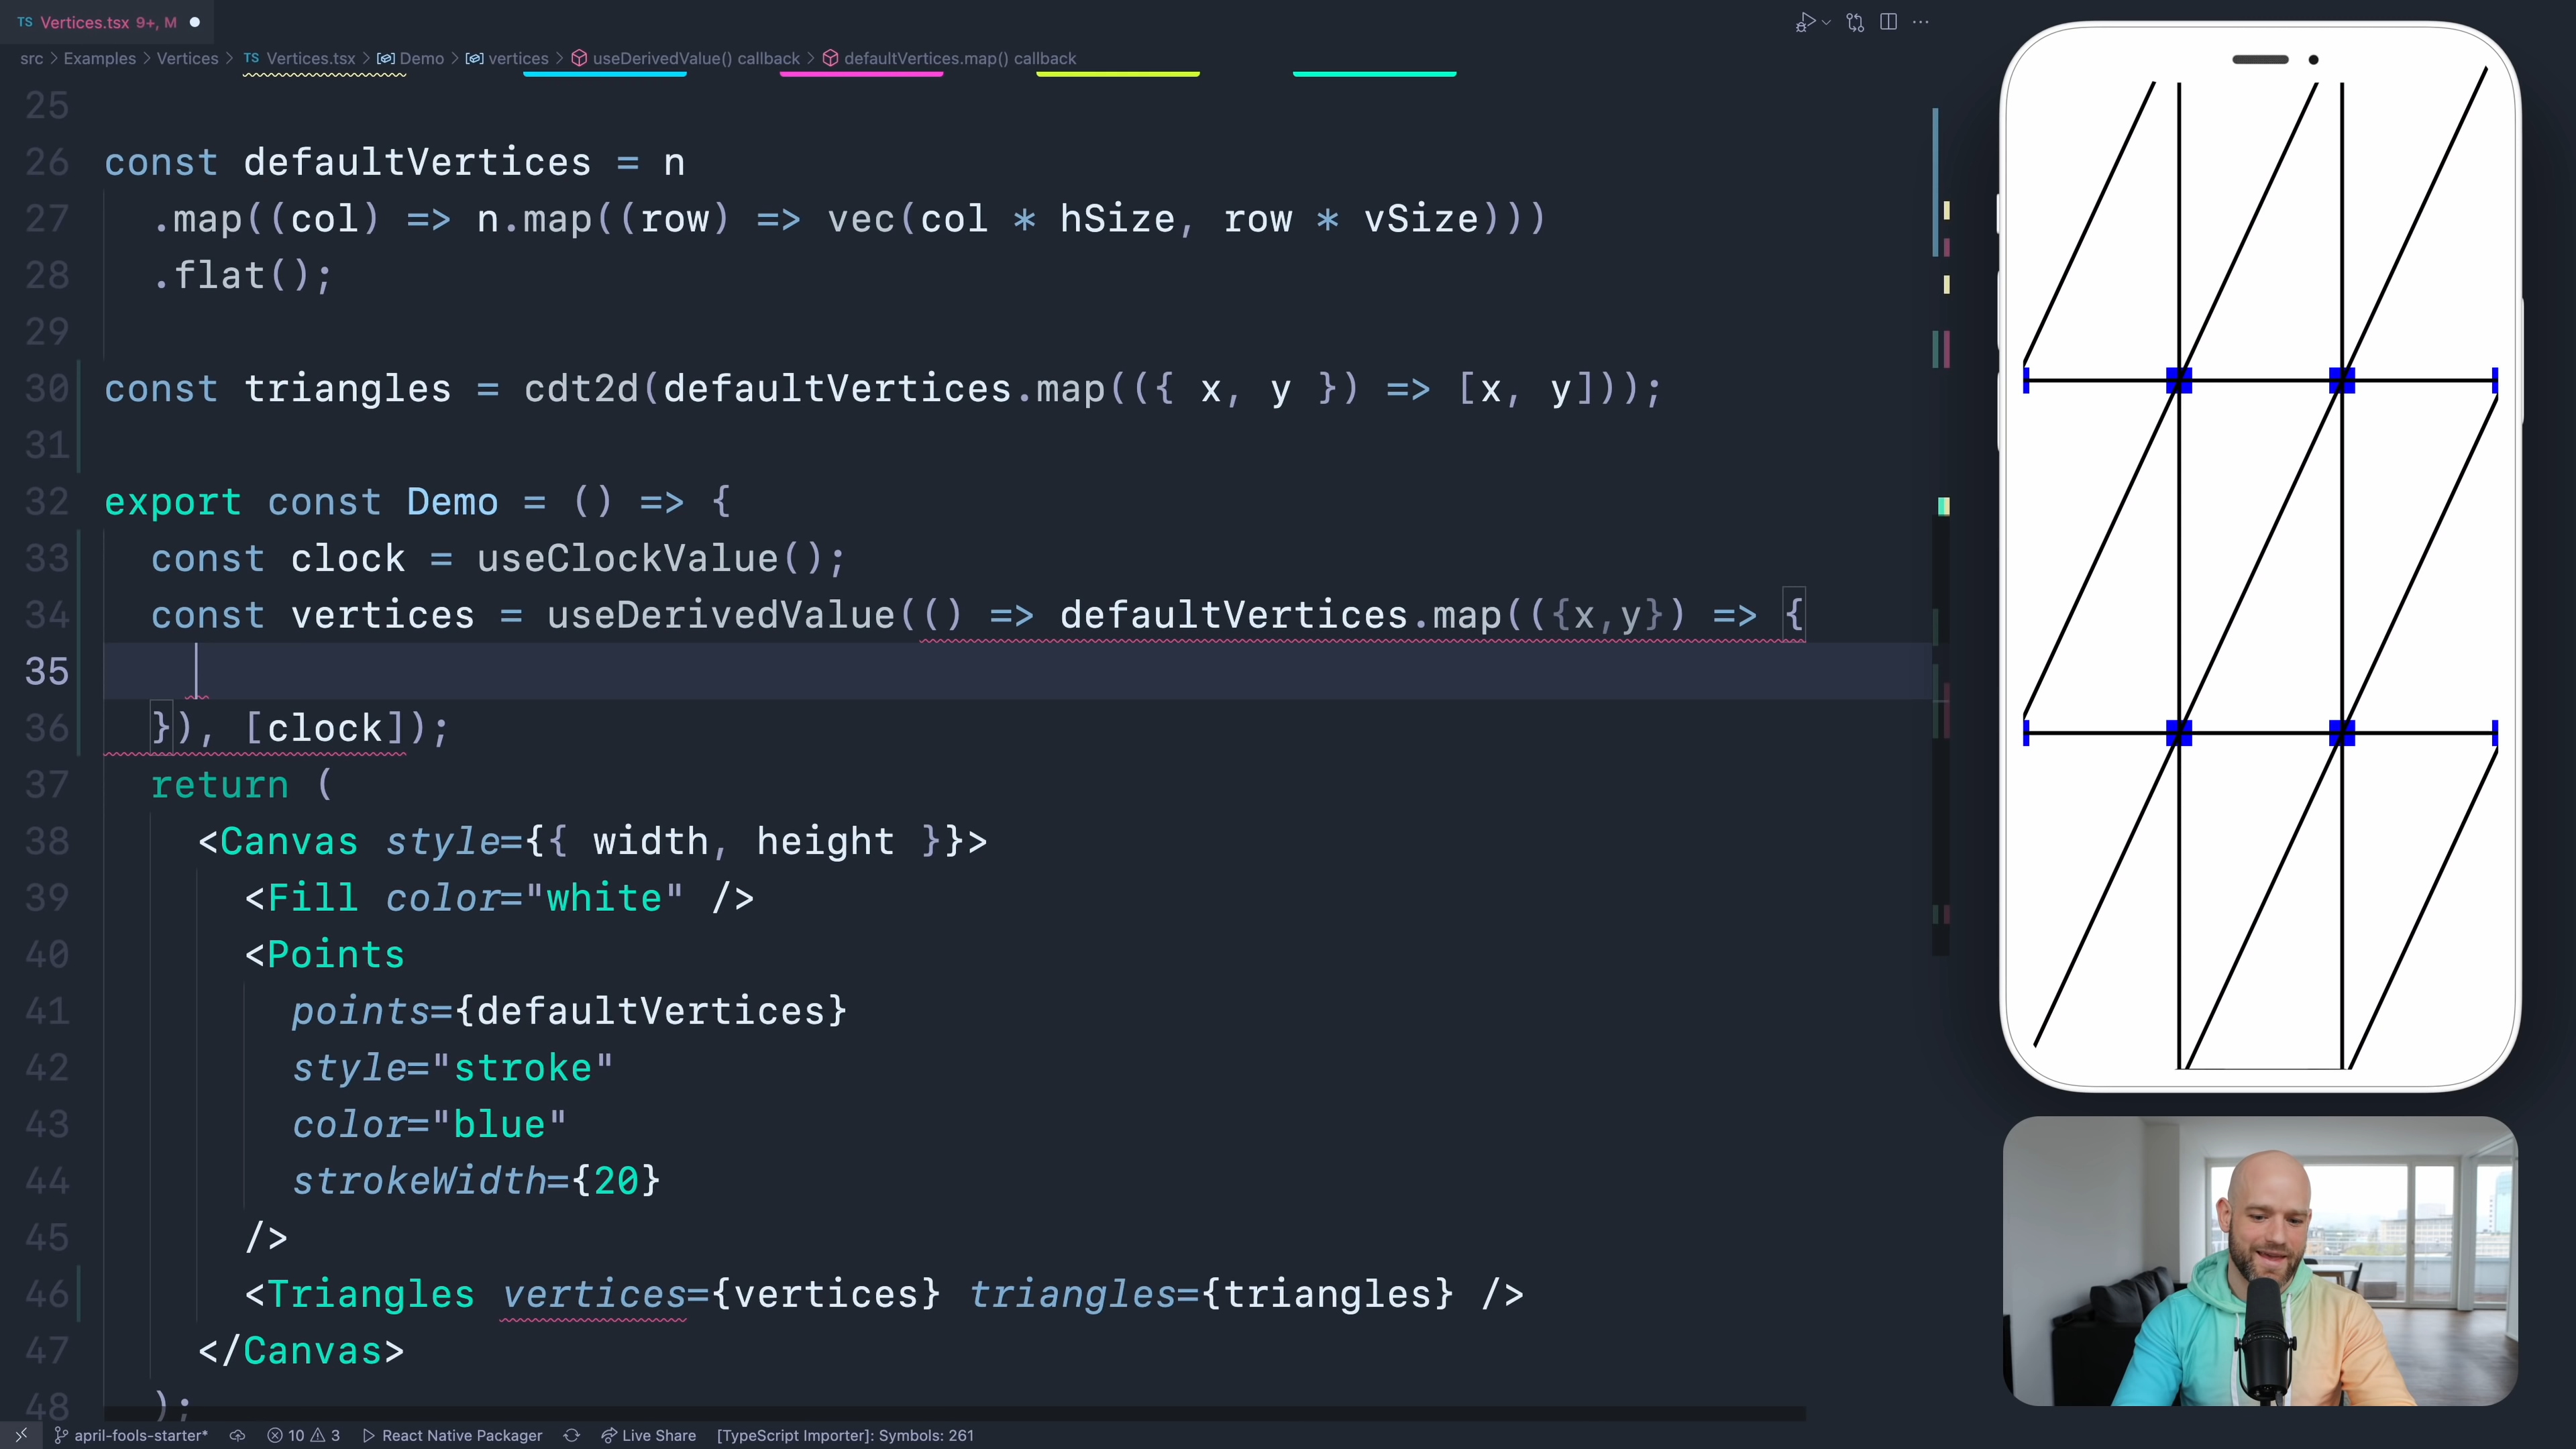 TS Vertices.tsx 9+, M
src > Examples > Vertices > TS Vertices.tsx > Demo > vertices > useDerivedValue() callback > defaultVertices.map() callback
25
26 const defaultVertices = n
27 .map((col) => n.map((row) => vec(col * hSize, row * vSize)))
28 .flat();
29
30 const triangles = cdt2d(defaultVertices.map(({ x, y }) => [x, y]));
31
32 export const Demo = () => {
33 const clock = useClockValue();
34 const vertices = useDerivedValue(() => defaultVertices.map(({x,y}) => {
35
36 }), [clock]);
37 return (
38 <Canvas style={{ width, height }}>
39 <Fill color="white" />
40 <Points
41 points={defaultVertices}
42 style="stroke"
43 color="blue"
44 strokeWidth={20}
45 />
46 <Triangles vertices={vertices} triangles={triangles} />
47 </Canvas>
48 );
april-fools-starter* 10 3 React Native Packager Live Share [TypeScript Importer]: Symbols: 261